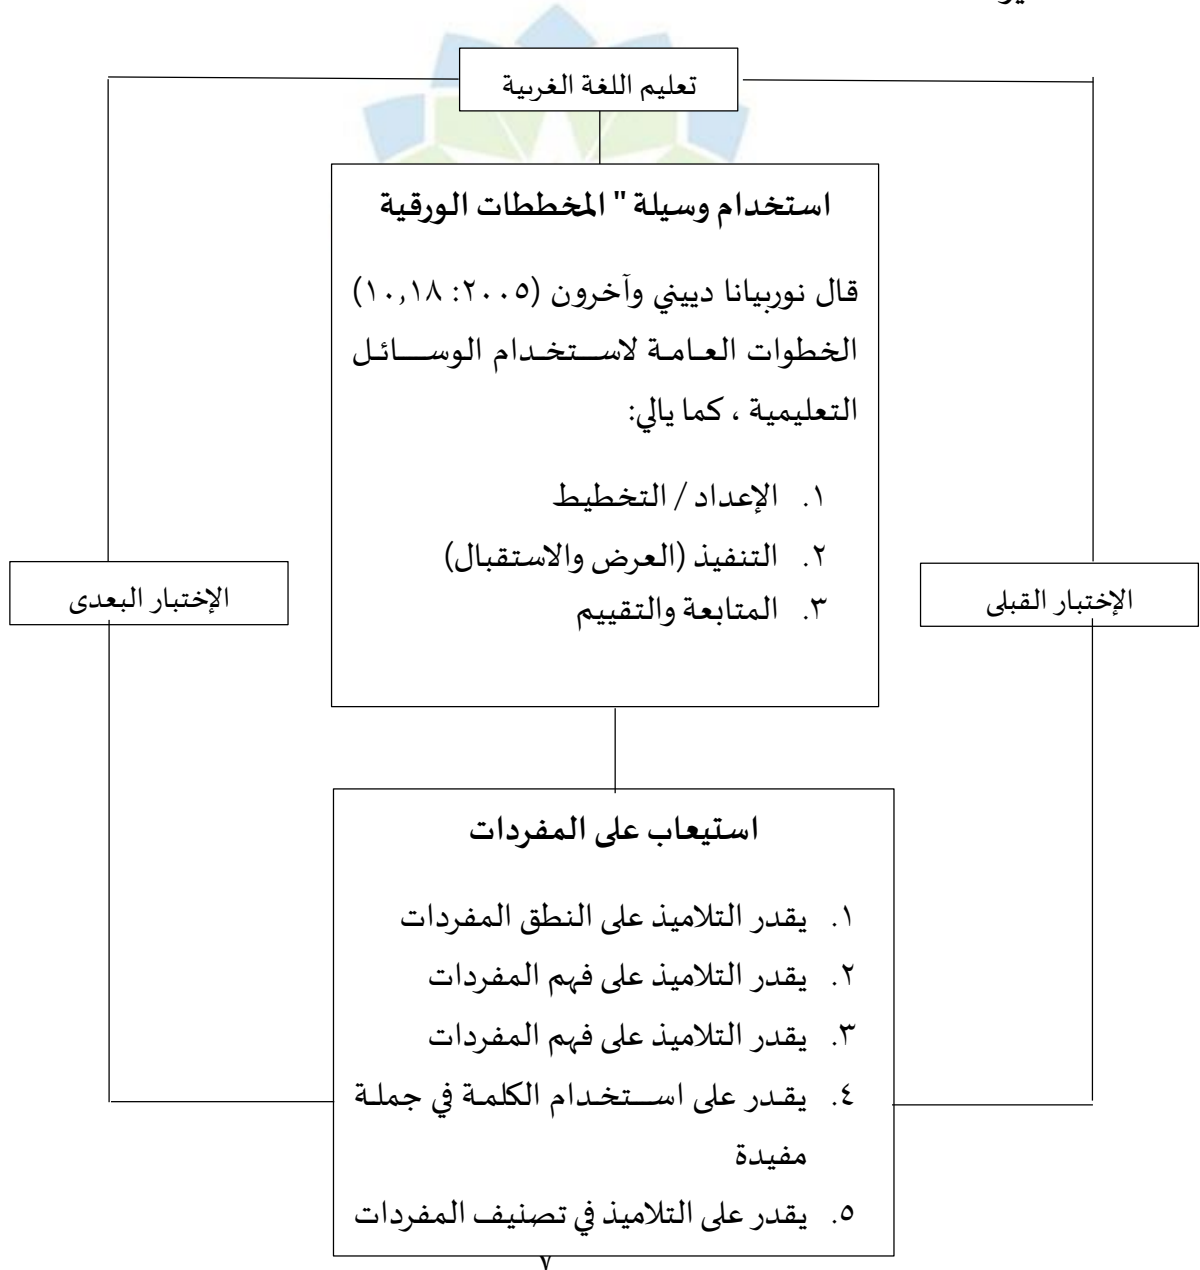 تعليم اللغة الغربية
استخدام وسيلة " المخططات الورقية
قال نوربيانا دييني وآخرون (٢٠٠٥: ١٠,١٨)
الخطوات العامة لاستخدام الوسائل
التعليمية ، كما يالي:
١. الإعداد / التخطيط
٢. التنفيذ (العرض والاستقبال)
٣. المتابعة والتقييم
الإختبار القبلى
الإختبار البعدى
استيعاب على المفردات
١. يقدر التلاميذ على النطق المفردات
٢. يقدر التلاميذ على فهم المفردات
٣. يقدر التلاميذ على فهم المفردات
٤. يقدر على استخدام الكلمة في جملة
مفيدة
٥. يقدر على التلاميذ في تصنيف المفردات
٧